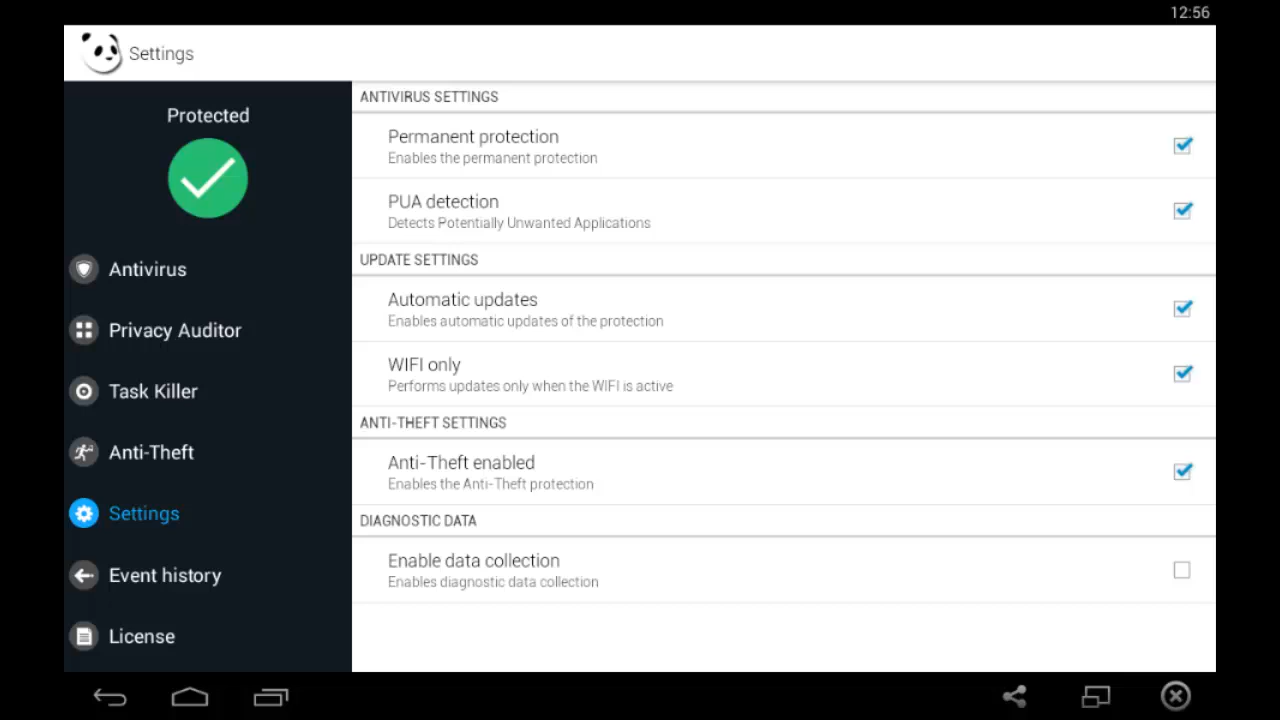 12:56
Settings
Protected
Antivirus
Privacy Auditor
Task Killer
Anti-Theft
Settings
Event history
License
ANTIVIRUS SETTINGS
Permanent protection
Enables the permanent protection
PUA detection
Detects Potentially Unwanted Applications
UPDATE SETTINGS
Automatic updates
Enables automatic updates of the protection
WIFI only
Performs updates only when the WIFI is active
ANTI-THEFT SETTINGS
Anti-Theft enabled
Enables the Anti-Theft protection
DIAGNOSTIC DATA
Enable data collection
Enables diagnostic data collection